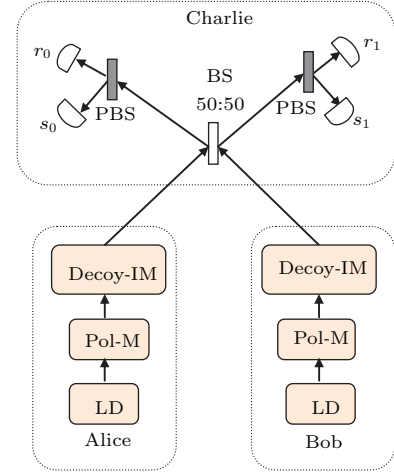 Charlie
r₀
r₁
BS
50:50
s₀
PBS
PBS
s₁
Decoy-IM
Decoy-IM
Pol-M
Pol-M
LD
LD
Alice
Bob